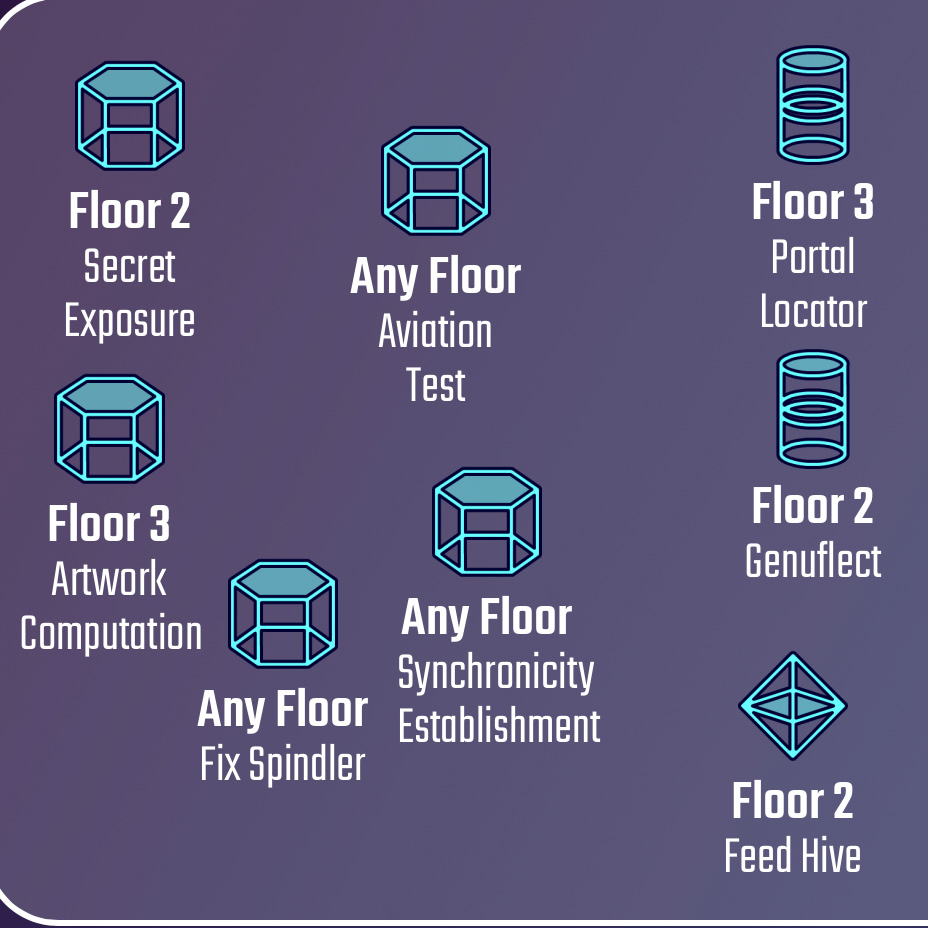 Floor 2
Secret
Exposure
Any Floor
Aviation
Test
Floor 3
Portal
Locator
Floor 3
Artwork
Computation
Any Floor
Fix Spindler
Any Floor
Synchronicity
Establishment
Floor 2
Genuflect
Floor 2
Feed Hive